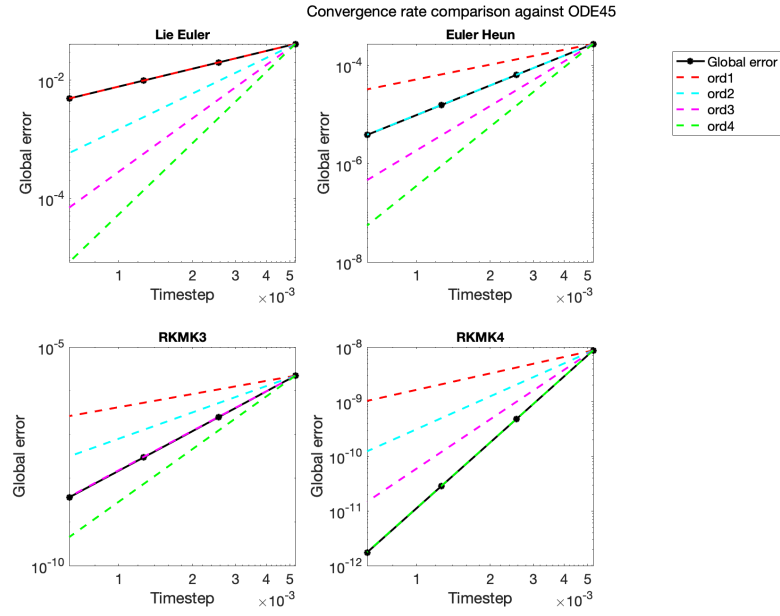 Convergence rate comparison against ODE45
Lie Euler
Global error
10-2
10-4
1 2 3 4 5
Timestep
×10-3
Euler Heun
Global error
10-4
10-6
10-8
1 2 3 4 5
Timestep
×10-3
Global error
ord1
ord2
ord3
ord4
RKMK3
Global error
10-5
10-10
1 2 3 4 5
Timestep
×10-3
RKMK4
Global error
10-8
10-9
10-10
10-11
10-12
1 2 3 4 5
Timestep
×10-3